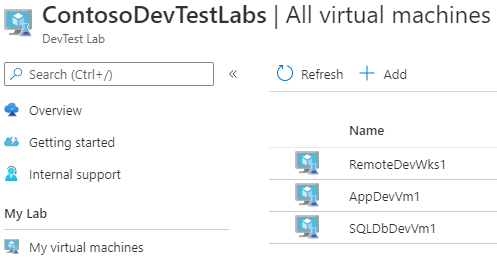 ContosoDevTestLabs | All virtual machines
DevTest Lab
Search (Ctrl+/)
«
Refresh
Add
Overview
Getting started
Internal support
My Lab
My virtual machines
Name
RemoteDevWks1
AppDevVm1
SQLDbDevVm1